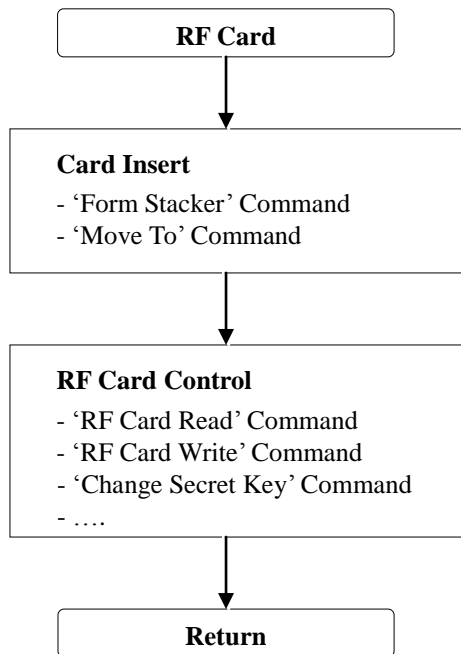 RF Card
Card Insert
- ‘Form Stacker’ Command
- ‘Move To’ Command
RF Card Control
- ‘RF Card Read’ Command
- ‘RF Card Write’ Command
- ‘Change Secret Key’ Command
- ….
Return